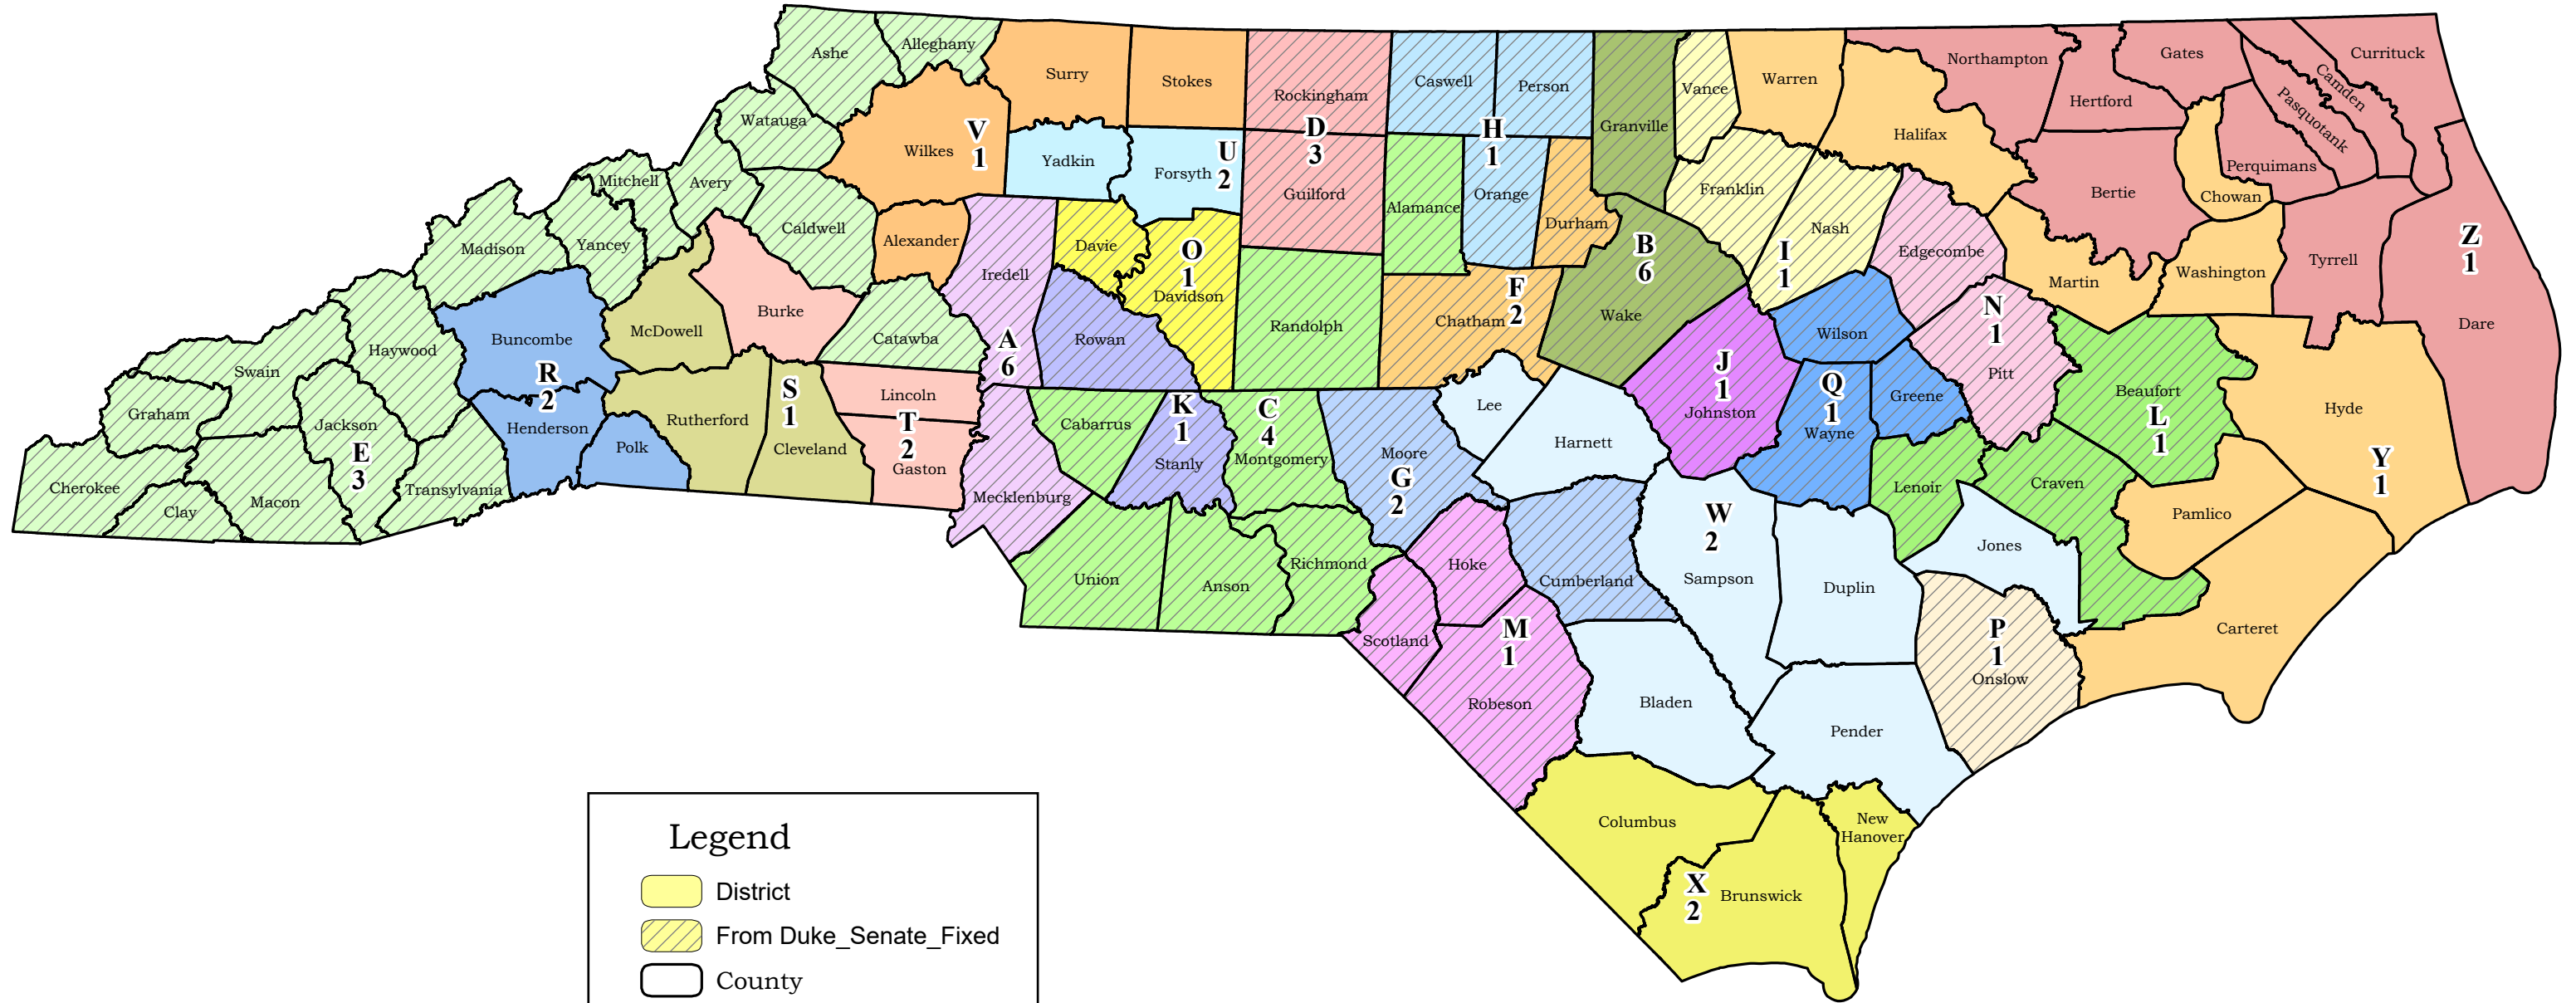 Ashe
Alleghany
Surry
Stokes
Rockingham
Caswell
Person
Granville
Vance
Warren
Halifax
Northampton
Hertford
Gates
Camden
Pasquotank
Currituck
Perquimans
Chowan
Bertie
Watauga
Wilkes
V
1
Yadkin
Forsyth
U
2
D
3
Guilford
H
1
Alamance
Orange
Durham
Franklin
Nash
Edgecombe
Martin
Washington
Tyrrell
Dare
Z
1
Mitchell
Avery
Caldwell
Alexander
Iredell
Davie
O
1
Davidson
Randolph
Chatham
F
2
B
6
Wake
I
1
Wilson
N
1
Pitt
Madison
Yancey
Buncombe
McDowell
Burke
Catawba
A
6
Rowan
R
2
Haywood
Swain
Graham
Jackson
E
3
Henderson
Polk
Rutherford
S
1
Cleveland
Lincoln
T
2
Gaston
Mecklenburg
Cabarrus
K
1
Stanly
C
4
Montgomery
Moore
G
2
Lee
Harnett
J
1
Johnston
Q
1
Wayne
Greene
Beaufort
L
1
Hyde
Y
1
Cherokee
Clay
Macon
Transylvania
Union
Anson
Richmond
Hoke
Cumberland
W
2
Sampson
Duplin
Lenoir
Craven
Jones
Pamlico
Carteret
Scotland
M
1
Robeson
Bladen
Pender
P
1
Onslow
Columbus
New
Hanover
X
2
Brunswick
Legend
District
From Duke_Senate_Fixed
County